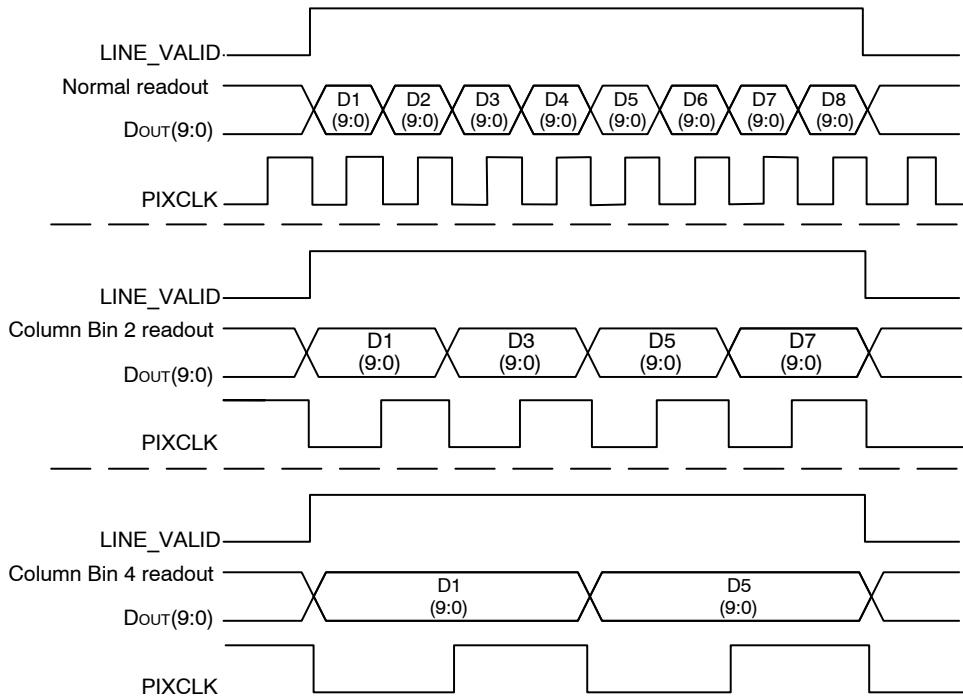 LINE_VALID
Normal readout
D1 D2 D3 D4 D5 D6 D7 D8
(9:0) (9:0) (9:0) (9:0) (9:0) (9:0) (9:0) (9:0)
DOUT(9:0)
PIXCLK
LINE_VALID
Column Bin 2 readout
D1 D3 D5 D7
(9:0) (9:0) (9:0) (9:0)
DOUT(9:0)
PIXCLK
LINE_VALID
Column Bin 4 readout
D1 D5
(9:0) (9:0)
DOUT(9:0)
PIXCLK